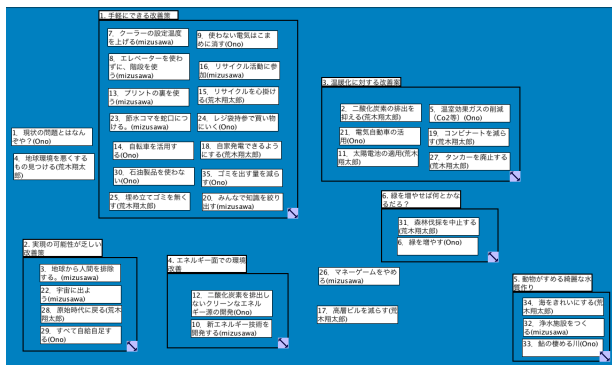 1. 手軽にできる改善策
7. クーラーの設定温度
を上げる(mizusawa)
8. エレベーターを使わ
ずに、階段を使
う(mizusawa)
13. プリントの裏を使
う(mizusawa)
23. 節水コマを蛇口につ
ける。(mizusawa)
14. 自転車を活用す
る(Ono)
30. 石油製品を使わな
い(Ono)
25. 埋め立てゴミを無く
す(荒木翔太郎)
9. 使わない電気はこま
めに消す(Ono)
16. リサイクル活動に参
加(mizusawa)
15. リサイクルを心掛け
る(荒木翔太郎)
24. レジ袋持参で買い物
にいく(Ono)
18. 自家発電できるよう
にする(荒木翔太郎)
35. ゴミを出す量を減ら
す(Ono)
20. みんなで知識を絞り
出す(mizusawa)
1. 現状の問題とはなん
ぞや？(Ono)
4. 地球環境を悪くする
もの見つける(荒木翔太
郎)
3. 温暖化に対する改善案
2. 二酸化炭素の排出を
抑える(荒木翔太郎)
21. 電気自動車の活
用(Ono)
11. 太陽電池の適用(荒木翔
太郎)
5. 温室効果ガスの削減
（Co2等）(Ono)
19. コンビナートを減ら
す(荒木翔太郎)
27. タンカーを廃止する
(荒木翔太郎)
6. 緑を増やせば何とかな
るだろ？
31. 森林伐採を中止する
(荒木翔太郎)
6. 緑を増やす(Ono)
2. 実現の可能性が乏しい
改善策
3. 地球から人間を排除
する。(mizusawa)
22. 宇宙に出よ
う(mizusawa)
28. 原始時代に戻る(荒木
翔太郎)
29. すべて自給自足す
る(Ono)
4. エネルギー面での環境
改善
12. 二酸化炭素を排出し
ないクリーンなエネル
ギー源の開発(Ono)
10. 新エネルギー技術を
開発する(mizusawa)
26. マネーゲームをやめ
ろ(mizusawa)
17. 高層ビルを減らす(荒木
翔太郎)
5. 動物がすめる綺麗な水
質作り
34. 海をきれいにする(荒
木翔太郎)
32. 浄水施設をつく
る(mizusawa)
33. 鮎の棲める川(Ono)